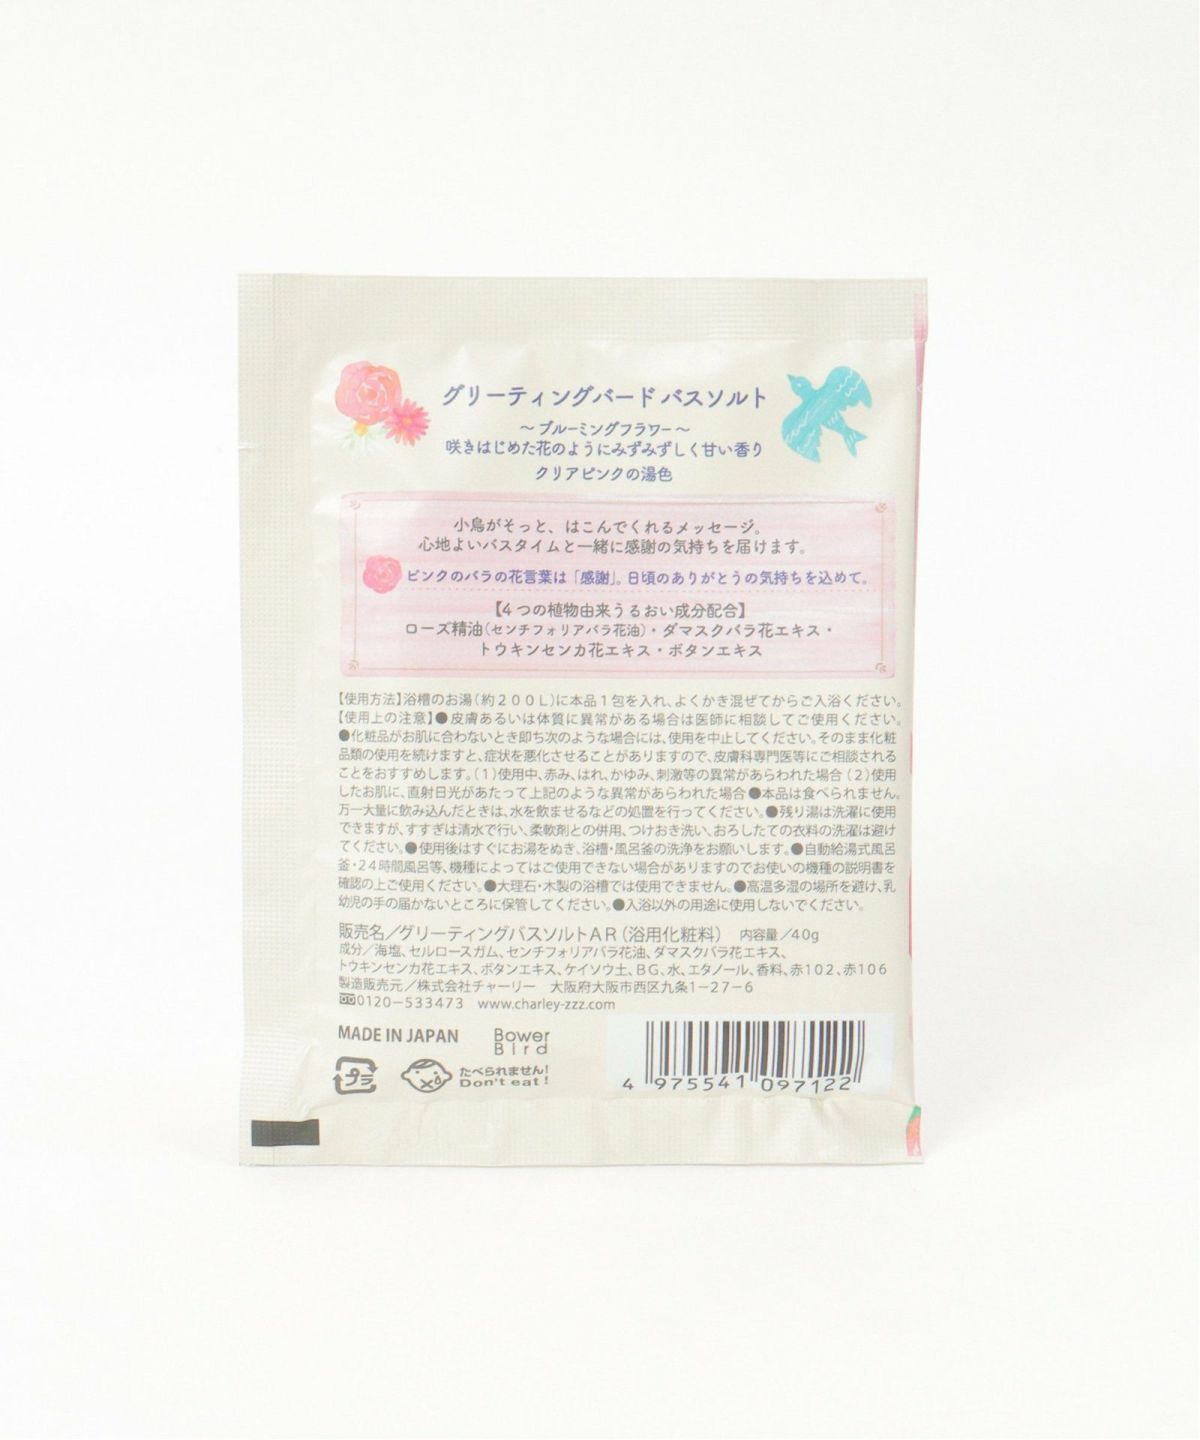 グリーティングバード バスソルト
～ブルーミングフラワー～
咲きはじめた花のようにみずみずしく甘い香り
クリアピンクの湯色
小鳥がそっと、はこんでくれるメッセージ。
心地よいバスタイムと一緒に感謝の気持ちを届けます。
ピンクのバラの花言葉は「感謝」。日頃のありがとうの気持ちを込めて。
【4つの植物由来うるおい成分配合】
ローズ精油(センチフォリアバラ花油)・ダマスクバラ花エキス・
トウキンセンカ花エキス・ボタンエキス
【使用方法】浴槽のお湯(約200L)に本品1包を入れ、よくかき混ぜてからご入浴ください。
【使用上の注意】●皮膚あるいは体質に異常がある場合は医師に相談してご使用ください。
●化粧品がお肌に合わないとき即ち次のような場合には、使用を中止してください。そのまま化粧
品類の使用を続けますと、症状を悪化させることがありますので、皮膚科専門医等にご相談される
ことをおすすめします。(1)使用中、赤み、はれ、かゆみ、刺激等の異常があらわれた場合(2)使用
したお肌に、直射日光があたって上記のような異常があらわれた場合●本品は食べられません。
万一大量に飲み込んだときは、水を飲ませるなどの処置を行ってください。●残り湯は洗濯に使用
できますが、すすぎは清水で行い、柔軟剤との併用、つけおき洗い、おろしたての衣料の洗濯は避け
てください。●使用後はすぐにお湯をぬき、浴槽・風呂釜の洗浄をお願いします。●自動給湯式風呂
釜・24時間風呂等、機種によってはご使用できない場合がありますのでお使いの機種の説明書を
確認の上ご使用ください。●大理石・木製の浴槽では使用できません。●高温多湿の場所を避け、乳
幼児の手の届かないところに保管してください。●入浴以外の用途に使用しないでください。
販売名/グリーティングバスソルトAR(浴用化粧料) 内容量/40g
成分/海塩、セルロースガム、センチフォリアバラ花油、ダマスクバラ花エキス、
トウキンセンカ花エキス、ボタンエキス、ケイソウ土、BG、水、エタノール、香料、赤102、赤106
製造販売元/株式会社チャーリー 大阪府大阪市西区九条1-27-6
0120-533473 www.charley-zzz.com
MADE IN JAPAN
Bower
Bird
プラ
たべられません!
Don't eat!
4 975541 097122